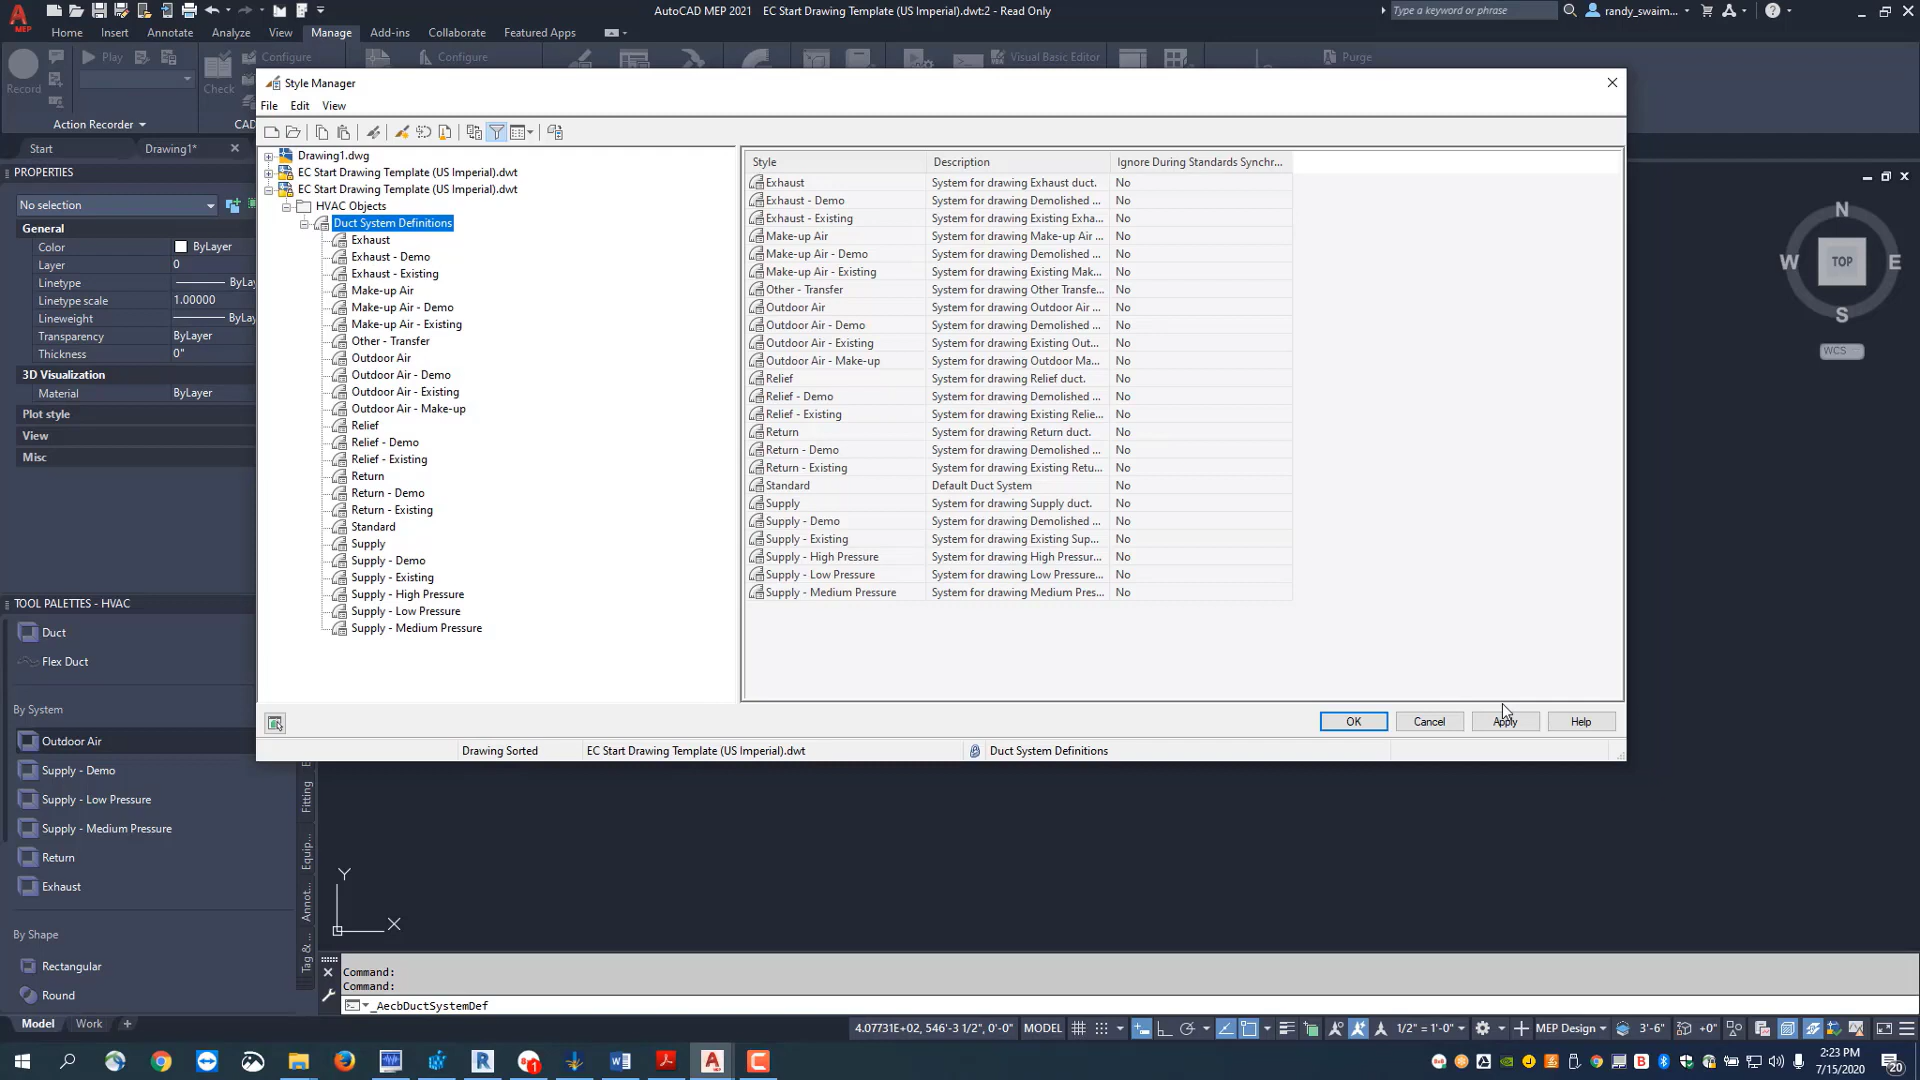 AutoCAD MEP 2021 EC Start Drawing Template (US Imperial).dwt:2 - Read Only
Type a keyword or phrase
randy_swaim...
Home Insert Annotate Analyze View Manage Add-ins Collaborate Featured Apps
Play Configure Configure Visual Basic Editor Purge
Record
Check
Action Recorder
CAD
Style Manager
File Edit View
Start Drawing1*
PROPERTIES
No selection
General
Color ByLayer
Layer 0
Linetype ByLay
Linetype scale 1.00000
Lineweight ByLay
Transparency ByLayer
Thickness 0"
3D Visualization
Material ByLayer
Plot style
View
Misc
Drawing1.dwg
EC Start Drawing Template (US Imperial).dwt
EC Start Drawing Template (US Imperial).dwt
HVAC Objects
Duct System Definitions
Exhaust
Exhaust - Demo
Exhaust - Existing
Make-up Air
Make-up Air - Demo
Make-up Air - Existing
Other - Transfer
Outdoor Air
Outdoor Air - Demo
Outdoor Air - Existing
Outdoor Air - Make-up
Relief
Relief - Demo
Relief - Existing
Return
Return - Demo
Return - Existing
Standard
Supply
Supply - Demo
Supply - Existing
Supply - High Pressure
Supply - Low Pressure
Supply - Medium Pressure
Style Description Ignore During Standards Synchr...
Exhaust System for drawing Exhaust duct. No
Exhaust - Demo System for drawing Demolished ... No
Exhaust - Existing System for drawing Existing Exha... No
Make-up Air System for drawing Make-up Air ... No
Make-up Air - Demo System for drawing Demolished ... No
Make-up Air - Existing System for drawing Existing Mak... No
Other - Transfer System for drawing Other Transfe... No
Outdoor Air System for drawing Outdoor Air ... No
Outdoor Air - Demo System for drawing Demolished ... No
Outdoor Air - Existing System for drawing Existing Out... No
Outdoor Air - Make-up System for drawing Outdoor Ma... No
Relief System for drawing Relief duct. No
Relief - Demo System for drawing Demolished ... No
Relief - Existing System for drawing Existing Relie... No
Return System for drawing Return duct. No
Return - Demo System for drawing Demolished ... No
Return - Existing System for drawing Existing Retu... No
Standard Default Duct System No
Supply System for drawing Supply duct. No
Supply - Demo System for drawing Demolished ... No
Supply - Existing System for drawing Existing Sup... No
Supply - High Pressure System for drawing High Pressur... No
Supply - Low Pressure System for drawing Low Pressure... No
Supply - Medium Pressure System for drawing Medium Pres... No
OK Cancel Apply Help
Drawing Sorted EC Start Drawing Template (US Imperial).dwt Duct System Definitions
N
W TOP E
S
WCS
TOOL PALETTES - HVAC
Duct
Flex Duct
By System
Outdoor Air
Supply - Demo
Supply - Low Pressure
Supply - Medium Pressure
Return
Exhaust
By Shape
Rectangular
Round
Fitting
Equip...
Annot...
Tag & ...
Y
X
Command:
Command:
_AecbDuctSystemDef
Model Work +
4.07731E+02, 546'-3 1/2", 0'-0" MODEL 1/2" = 1'-0" MEP Design 3'-6" +0"
2:23 PM
7/15/2020
20